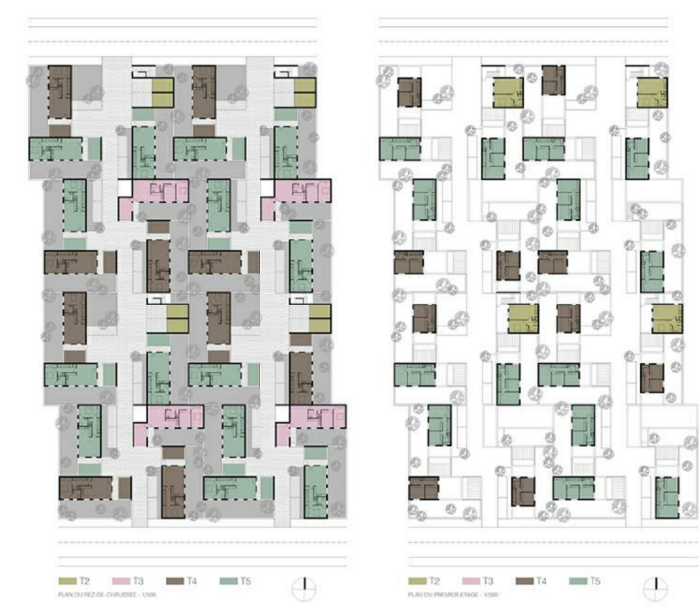 T2 T3 T4 T5
PLAN DU REZ-DE-CHAUSSEE - 1/500
T2 T3 T4 T5
PLAN DU PREMIER ETAGE - 1/500